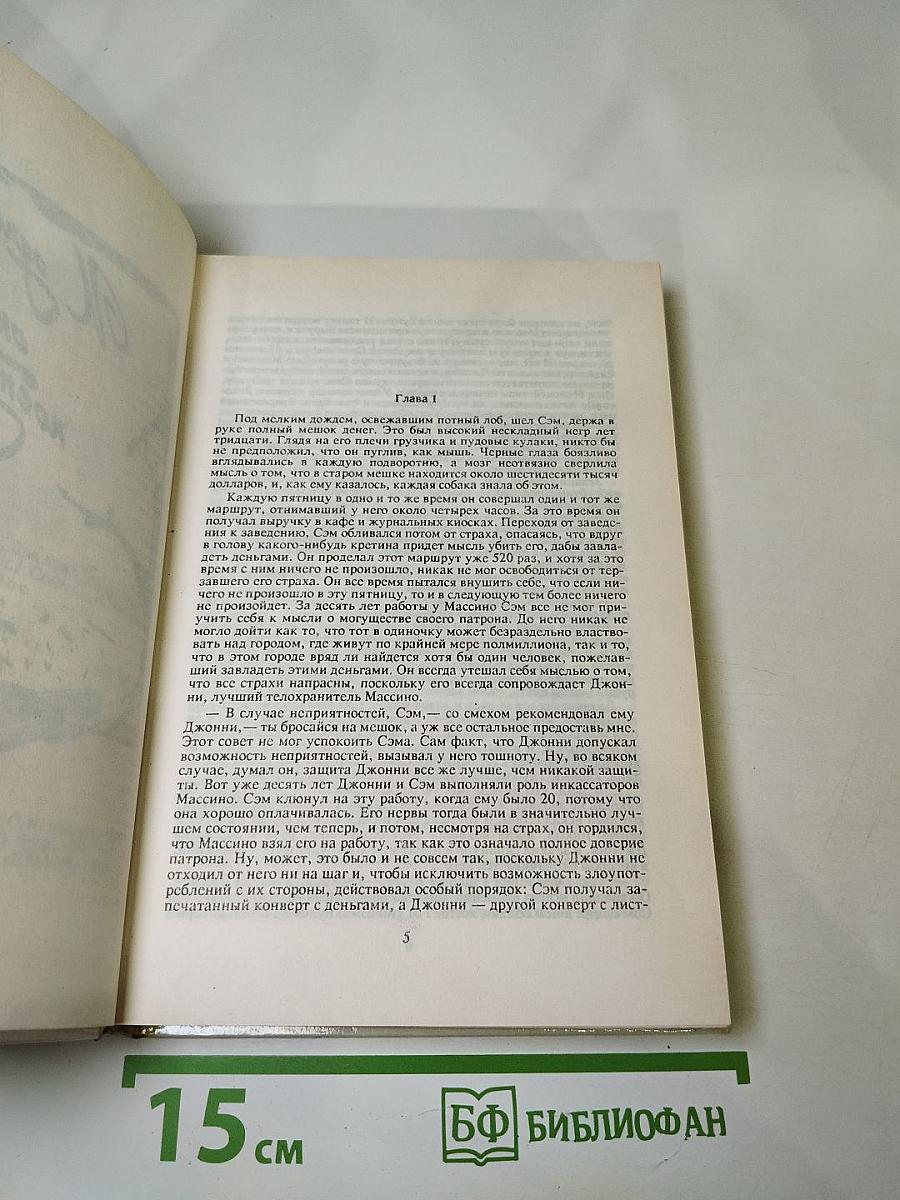 Глава I
Под мелким дождем, освежавшим потный лоб, шел Сэм, держа в
руке полный мешок денег. Это был высокий нескладный негр лет
тридцати. Глядя на его плечи грузчика и пудовые кулаки, никто бы
не предположил, что он пуглив, как мышь. Черные глаза боязливо
вглядывались в каждую подворотню, а мозг неотвязно сверлила
мысль о том, что в старом мешке находится около шестидесяти тысяч
долларов, и, как ему казалось, каждая собака знала об этом.
Каждую пятницу в одно и то же время он совершал один и тот же
маршрут, отнимавший у него около четырех часов. За это время он
получал выручку в кафе и журнальных киосках. Переходя от заведе-
ния к заведению, Сэм обливался потом от страха, опасаясь, что вдруг
в голову какого-нибудь кретина придет мысль убить его, дабы завла-
деть деньгами. Он проделал этот маршрут уже 520 раз, и хотя за это
время с ним ничего не произошло, никак не мог освободиться от тер-
завшего его страха. Он все время пытался внушить себе, что если ни-
чего не произошло в эту пятницу, то и в следующую тем более ничего
не произойдет. За десять лет работы у Массино Сэм все не мог при-
учить себя к мысли о могуществе своего патрона. До него никак не
могло дойти как то, что тот в одиночку может безраздельно властво-
вать над городом, где живут по крайней мере полмиллиона, так и то,
что в этом городе вряд ли найдется хотя бы один человек, пожелав-
ший завладеть этими деньгами. Он всегда утешал себя мыслью о том,
что все страхи напрасны, поскольку его всегда сопровождает Джон-
ни, лучший телохранитель Массино.
— В случае неприятностей, Сэм,— со смехом рекомендовал ему
Джонни,— ты бросайся на мешок, а уж все остальное предоставь мне.
Этот совет не мог успокоить Сэма. Сам факт, что Джонни допускал
возможность неприятностей, вызывал у него тошноту. Ну, во всяком
случае, думал он, защита Джонни все же лучше, чем никакой защи-
ты. Вот уже десять лет Джонни и Сэм выполняли роль инкассаторов
Массино. Сэм клюнул на эту работу, когда ему было 20, потому что
она хорошо оплачивалась. Его нервы тогда были в значительно луч-
шем состоянии, чем теперь, и потом, несмотря на страх, он гордился,
что Массино взял его на работу, так как это означало полное доверие
патрона. Ну, может, это было и не совсем так, поскольку Джонни не
отходил от него ни на шаг и, чтобы исключить возможность злоупот-
реблений с их стороны, действовал особый порядок: Сэм получал за-
печатанный конверт с деньгами, а Джонни — другой конверт с лист-
5
15 см
БФ БИБЛИОФАН